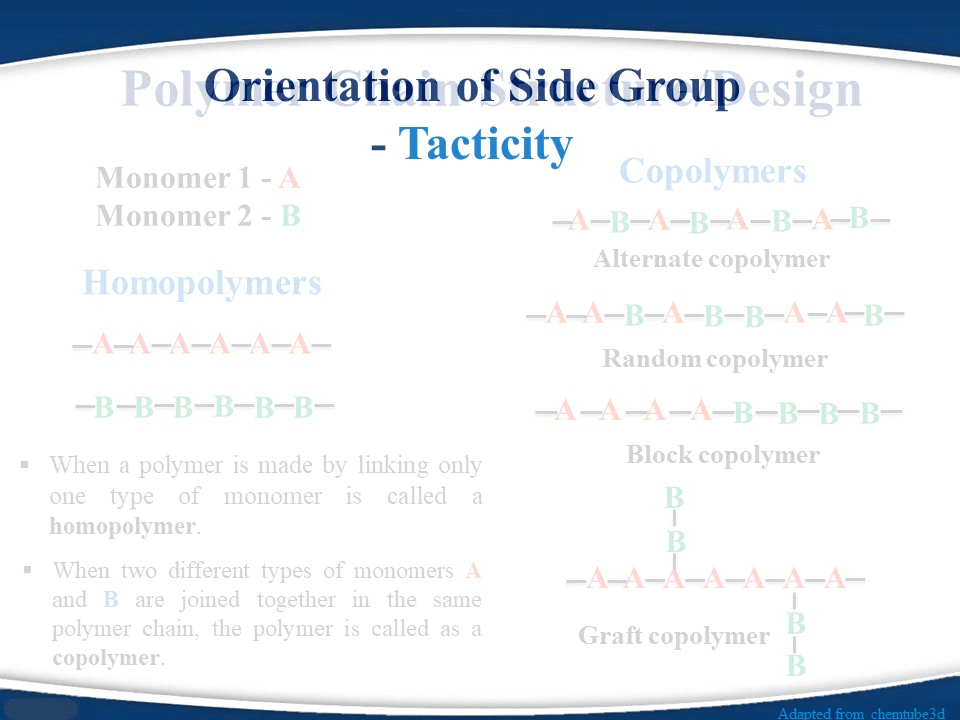 Polymer Chain Structure/Design
Orientation of Side Group
- Tacticity
Monomer 1 - A
Monomer 2 - B
Homopolymers
–A–A–A–A–A–A–
–B–B–B–B–B–B–
▪ When a polymer is made by linking only
one type of monomer is called a
homopolymer.
▪ When two different types of monomers A
and B are joined together in the same
polymer chain, the polymer is called as a
copolymer.
Copolymers
–A–B–A–B–A–B–A–B–
Alternate copolymer
–A–A–B–A–B–B–A–A–B–
Random copolymer
–A–A–A–A–B–B–B–B–
Block copolymer
B
B
–A–A–A–A–A–A–A–
Graft copolymer
B
B
Adapted from chemtube3d